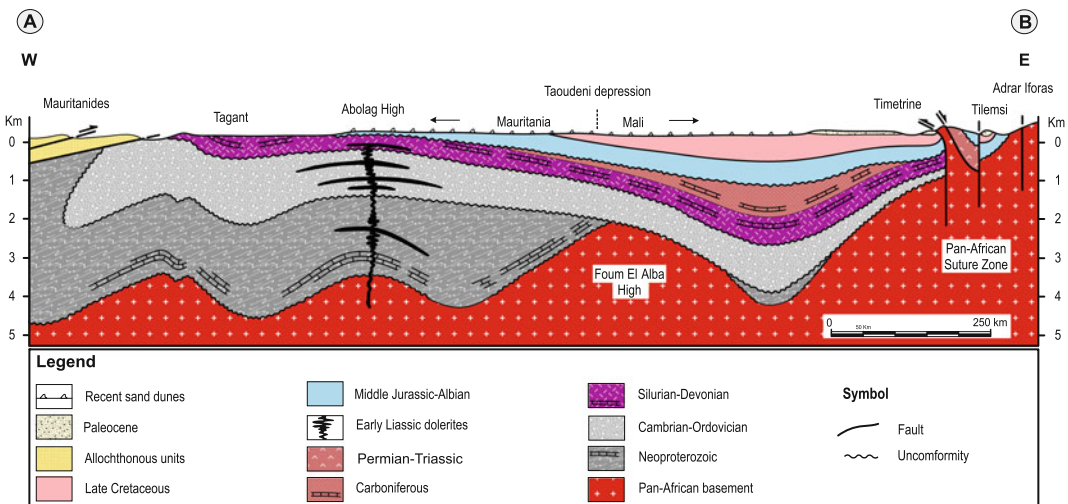 A
B
W
E
Mauritanides
Tagant
Abolag High
Taoudeni depression
Mauritania
Mali
Timetrine
Tilemsi
Adrar Iforas
Km
0
1
2
3
4
5
Km
0
1
2
3
4
5
Foum El Alba
High
Pan-African
Suture Zone
0
50 Km
250 km
Legend
Recent sand dunes
Paleocene
Allochthonous units
Late Cretaceous
Middle Jurassic-Albian
Early Liassic dolerites
Permian-Triassic
Carboniferous
Silurian-Devonian
Cambrian-Ordovician
Neoproterozoic
Pan-African basement
Symbol
Fault
Uncomformity